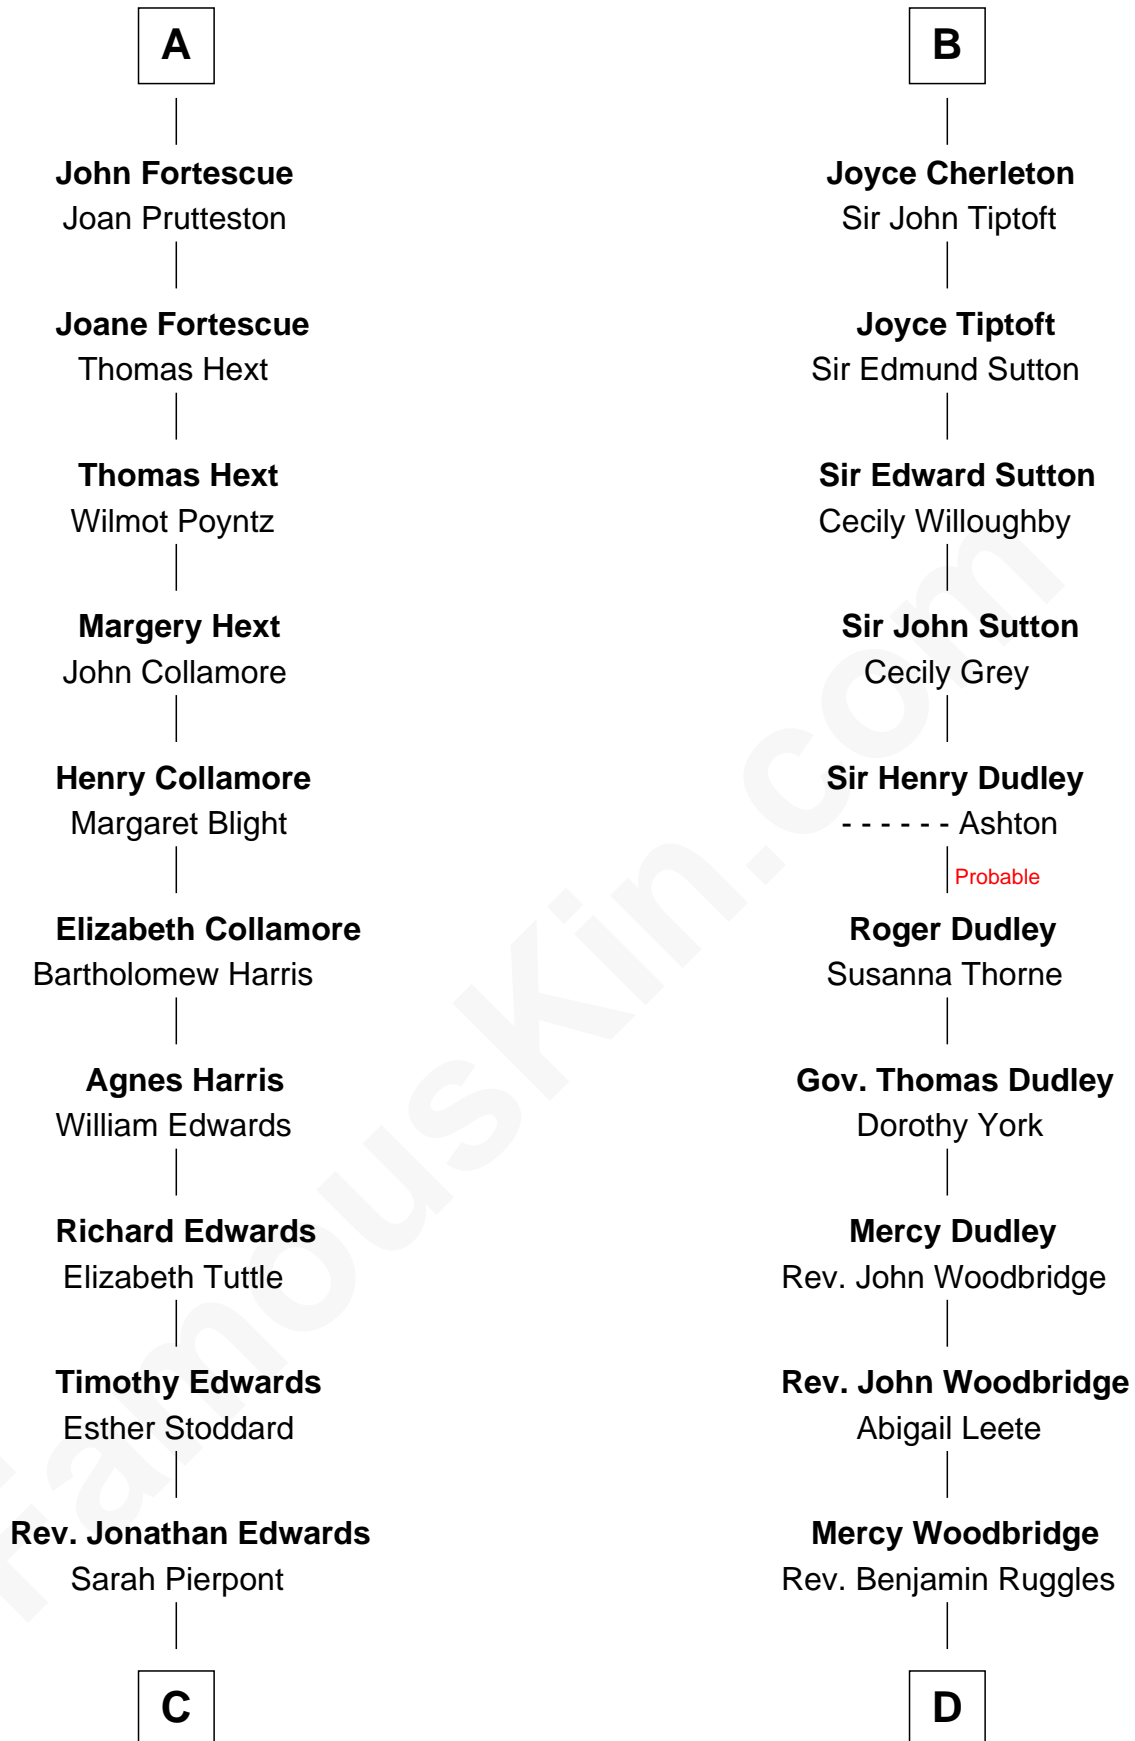 A
John Fortescue
Joan Prutteston
Joane Fortescue
Thomas Hext
Thomas Hext
Wilmot Poyntz
Margery Hext
John Collamore
Henry Collamore
Margaret Blight
Elizabeth Collamore
Bartholomew Harris
Agnes Harris
William Edwards
Richard Edwards
Elizabeth Tuttle
Timothy Edwards
Esther Stoddard
Rev. Jonathan Edwards
Sarah Pierpont
C
B
Joyce Cherleton
Sir John Tiptoft
Joyce Tiptoft
Sir Edmund Sutton
Sir Edward Sutton
Cecily Willoughby
Sir John Sutton
Cecily Grey
Sir Henry Dudley
- - - - - - Ashton
Probable
Roger Dudley
Susanna Thorne
Gov. Thomas Dudley
Dorothy York
Mercy Dudley
Rev. John Woodbridge
Rev. John Woodbridge
Abigail Leete
Mercy Woodbridge
Rev. Benjamin Ruggles
D
FamousKin.com